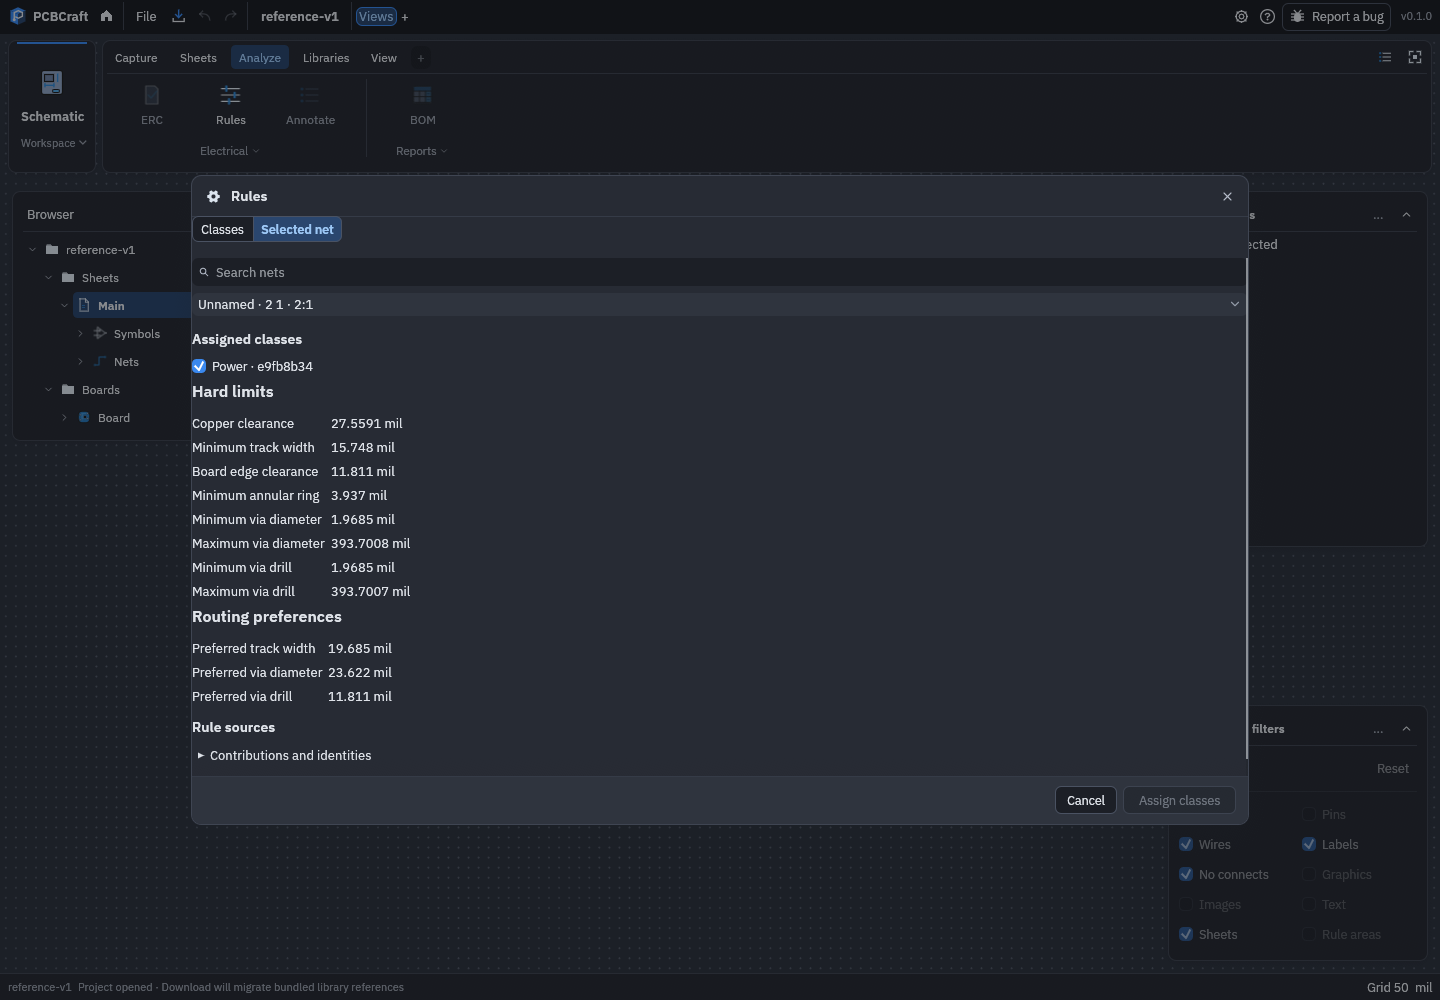 PCBCraft File reference-v1 Views + Report a bug v0.1.0
Schematic
Workspace
Capture Sheets Analyze Libraries View +
ERC Rules Annotate BOM
Electrical Reports
Browser
reference-v1
Sheets
Main
Symbols
Nets
Boards
Board
Rules
Classes Selected net
Search nets
Unnamed · 2 1 · 2:1
Assigned classes
Power · e9fb8b34
Hard limits
Copper clearance 27.5591 mil
Minimum track width 15.748 mil
Board edge clearance 11.811 mil
Minimum annular ring 3.937 mil
Minimum via diameter 1.9685 mil
Maximum via diameter 393.7008 mil
Minimum via drill 1.9685 mil
Maximum via drill 393.7007 mil
Routing preferences
Preferred track width 19.685 mil
Preferred via diameter 23.622 mil
Preferred via drill 11.811 mil
Rule sources
Contributions and identities
Cancel Assign classes
s ...
ected
filters ...
Reset
Pins
Wires Labels
No connects Graphics
Images Text
Sheets Rule areas
reference-v1 Project opened · Download will migrate bundled library references
Grid 50 mil